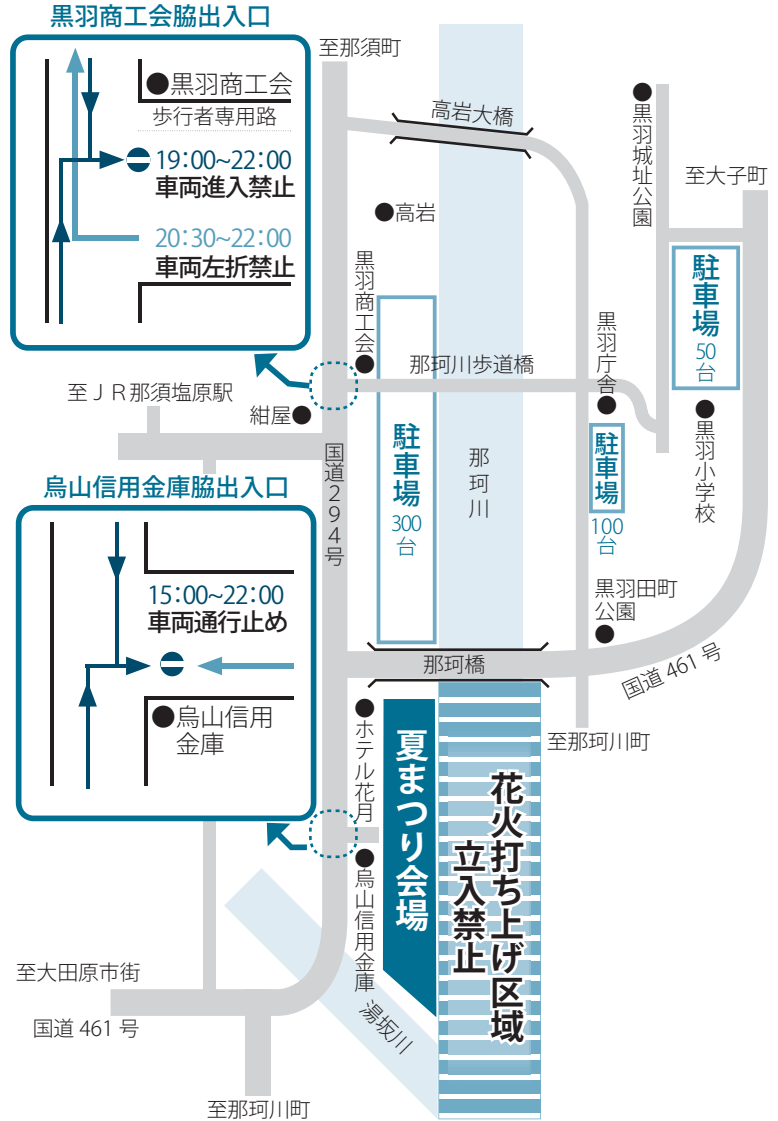 黒羽商工会脇出入口
●黒羽商工会
歩行者専用路
19:00~22:00
車両進入禁止
20:30~22:00
車両左折禁止
至那須町
高岩大橋
●黒羽城址公園
至大子町
●高岩
黒羽商工会●
駐車場
50台
黒羽庁舎●
那珂川歩道橋
至JR那須塩原駅
紺屋●
国道294号
駐車場
300台
那珂川
駐車場
100台
●黒羽小学校
烏山信用金庫脇出入口
15:00~22:00
車両通行止め
●烏山信用
金庫
黒羽田町
公園
●
那珂橋
国道 461 号
至那珂川町
●ホテル花月
夏まつり会場
花火打ち上げ区域
立入禁止
●烏山信用金庫
至大田原市街
国道 461 号
湯坂川
至那珂川町